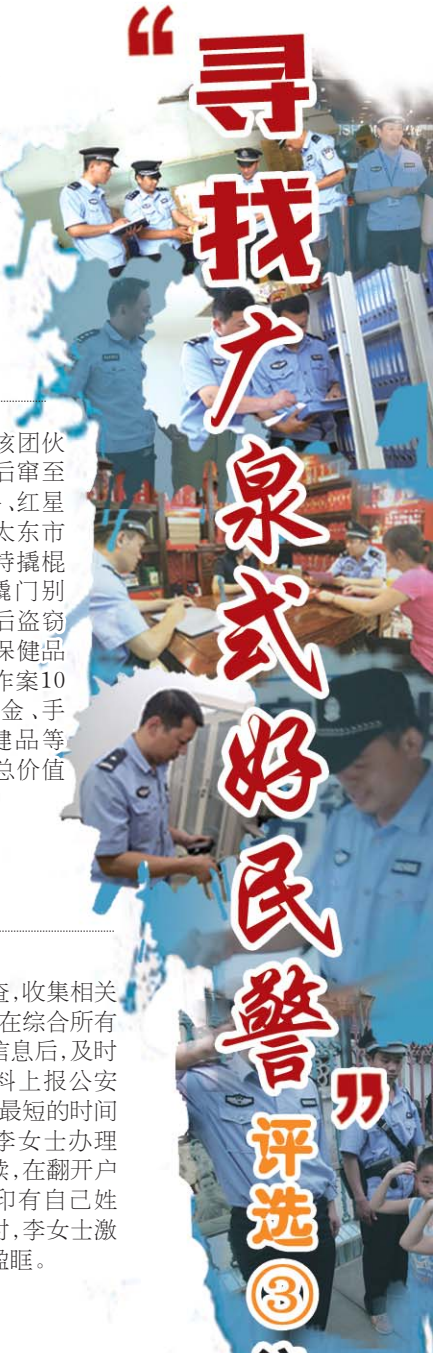 “寻找广泉式好民警”
评选③
该团伙
后窜至
、红星
太东市
持撬棍
撬门别
后盗窃
保健品
作案10
金、手
健品等
总价值
查,收集相关
在综合所有
信息后,及时
料上报公安
最短的时间
李女士办理
续,在翻开户
印有自己姓
时,李女士激
盈眶。